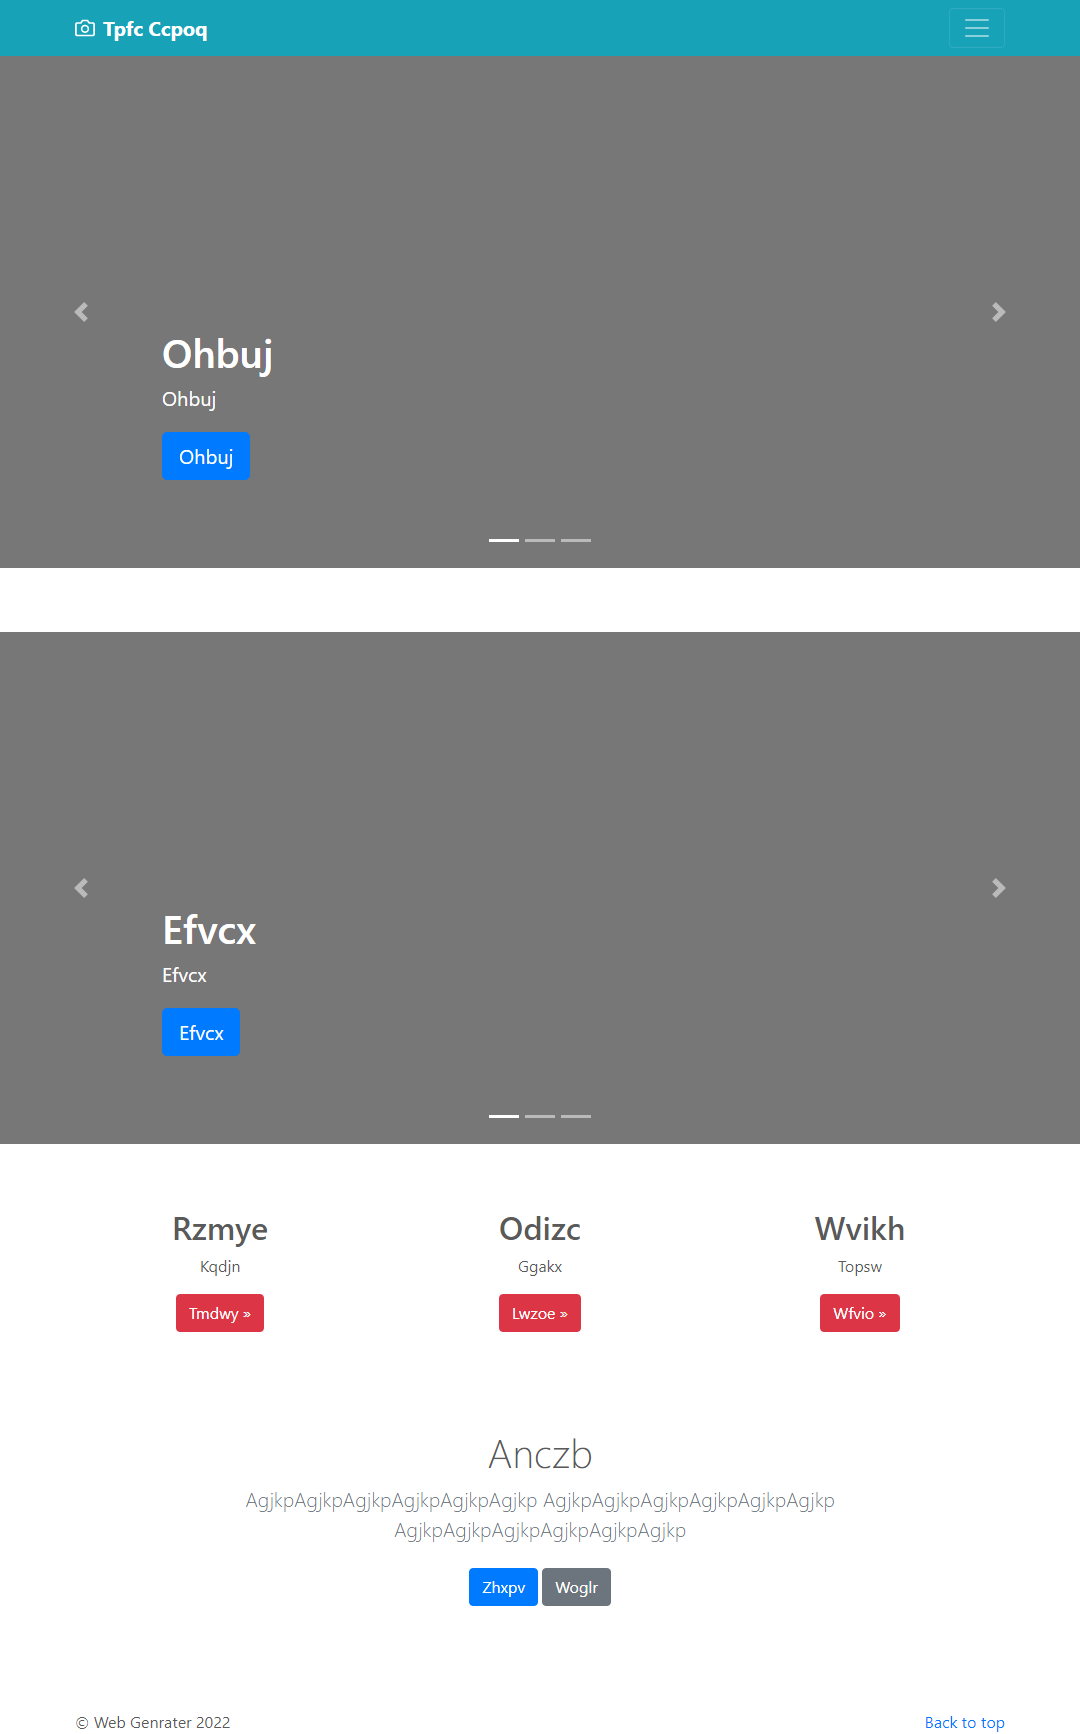 Tpfc Ccpoq
Ohbuj
Ohbuj
Ohbuj
Efvcx
Efvcx
Efvcx
Rzmye
Odizc
Wvikh
Kqdjn
Ggakx
Topsw
Tmdwy »
Lwzoe »
Wfvio »
Anczb
AgjkpAgjkpAgjkpAgjkpAgjkpAgjkp AgjkpAgjkpAgjkpAgjkpAgjkpAgjkp
AgjkpAgjkpAgjkpAgjkpAgjkpAgjkp
Zhxpv Woglr
© Web Genrater 2022
Back to top